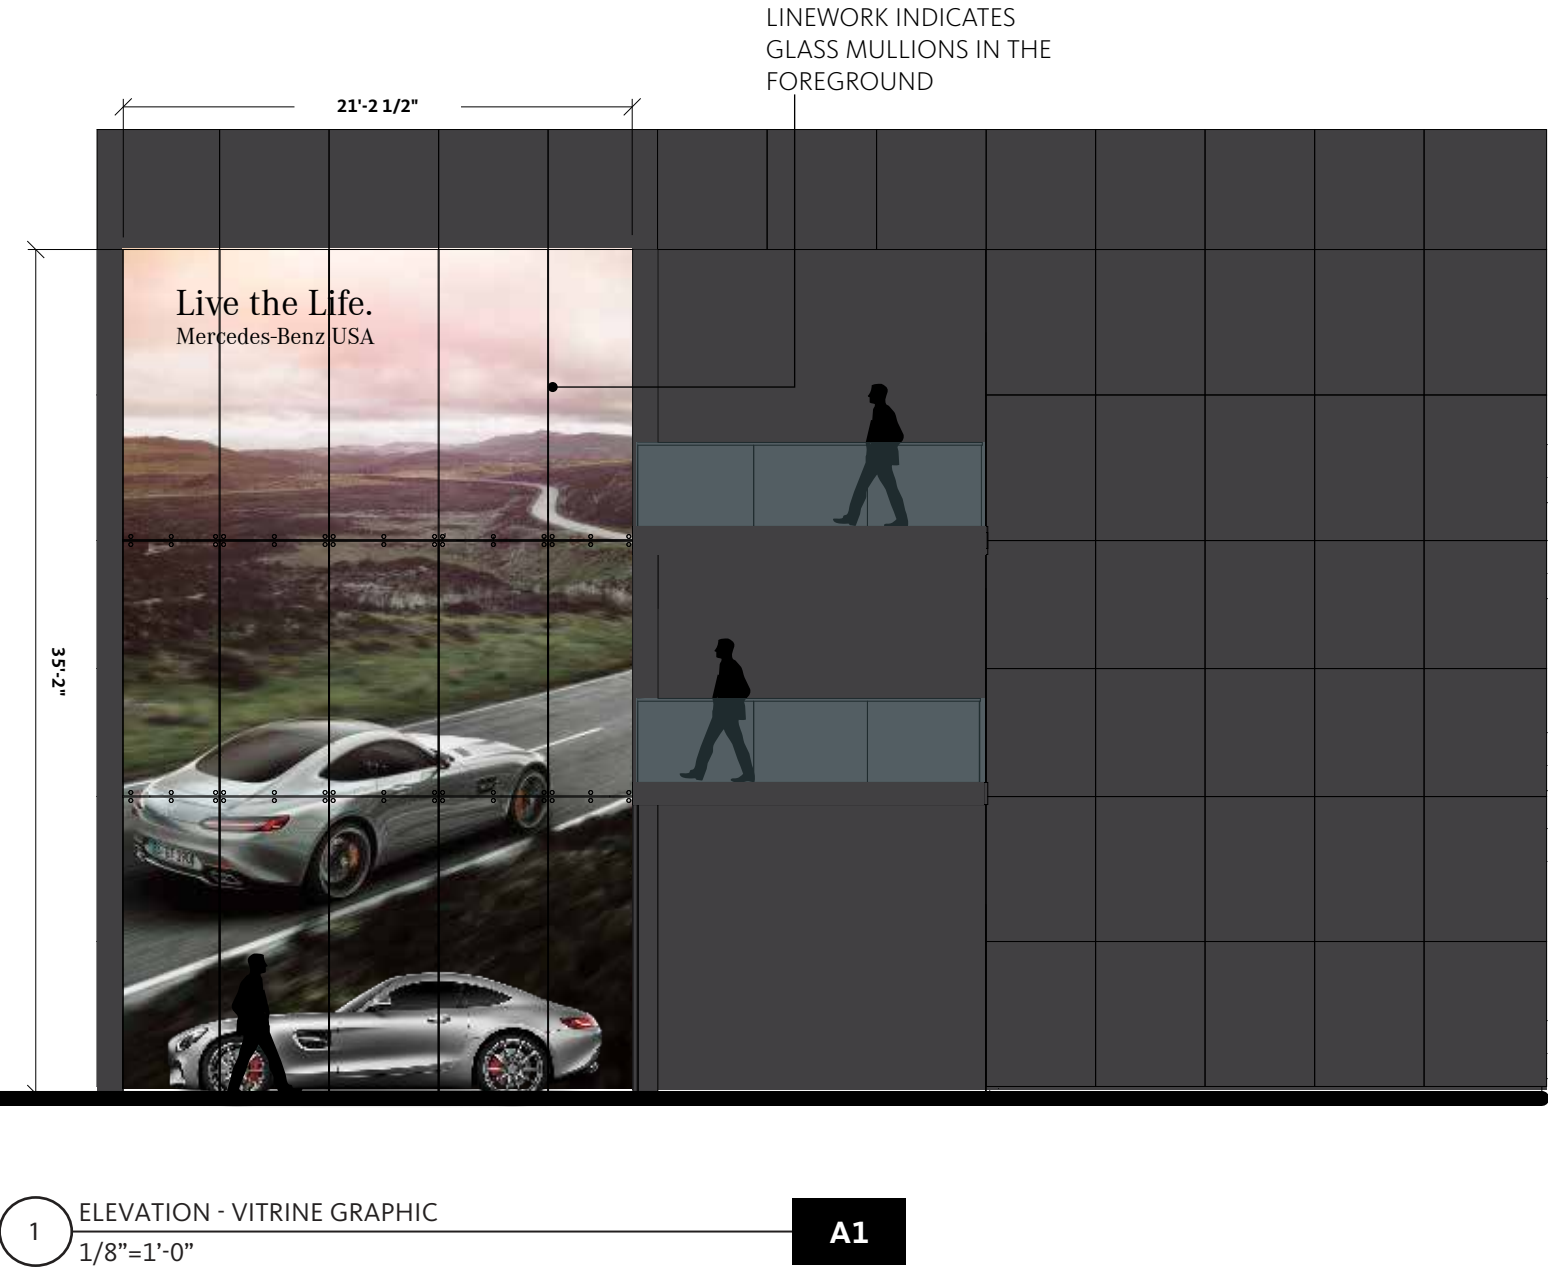 LINEWORK INDICATES
GLASS MULLIONS IN THE
FOREGROUND
21'-2 1/2"
Live the Life.
Mercedes-Benz USA
35'-2"
1
ELEVATION - VITRINE GRAPHIC
1/8”=1’-0”
A1